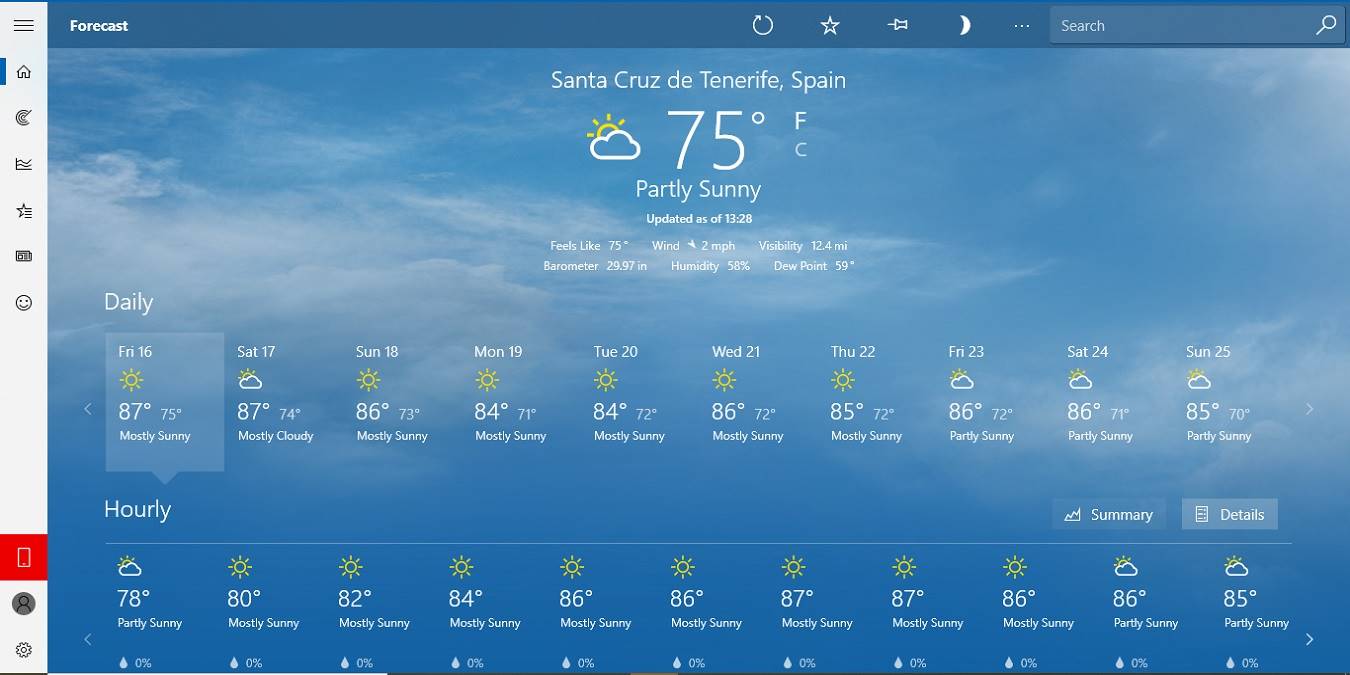 Forecast
Search
Santa Cruz de Tenerife, Spain
75° F
C
Partly Sunny
Updated as of 13:28
Feels Like 75° Wind 2 mph Visibility 12.4 mi
Barometer 29.97 in Humidity 58% Dew Point 59°
Daily
Fri 16 Sat 17 Sun 18 Mon 19 Tue 20 Wed 21 Thu 22 Fri 23 Sat 24 Sun 25
87° 75° 87° 74° 86° 73° 84° 71° 84° 72° 86° 72° 85° 72° 86° 72° 86° 71° 85° 70°
Mostly Sunny Mostly Cloudy Mostly Sunny Mostly Sunny Mostly Sunny Mostly Sunny Mostly Sunny Partly Sunny Partly Sunny Partly Sunny
Hourly
Summary Details
78° 80° 82° 84° 86° 86° 87° 87° 86° 86° 85°
Partly Sunny Mostly Sunny Mostly Sunny Mostly Sunny Mostly Sunny Mostly Sunny Mostly Sunny Mostly Sunny Mostly Sunny Partly Sunny Partly Sunny
0% 0% 0% 0% 0% 0% 0% 0% 0% 0% 0%